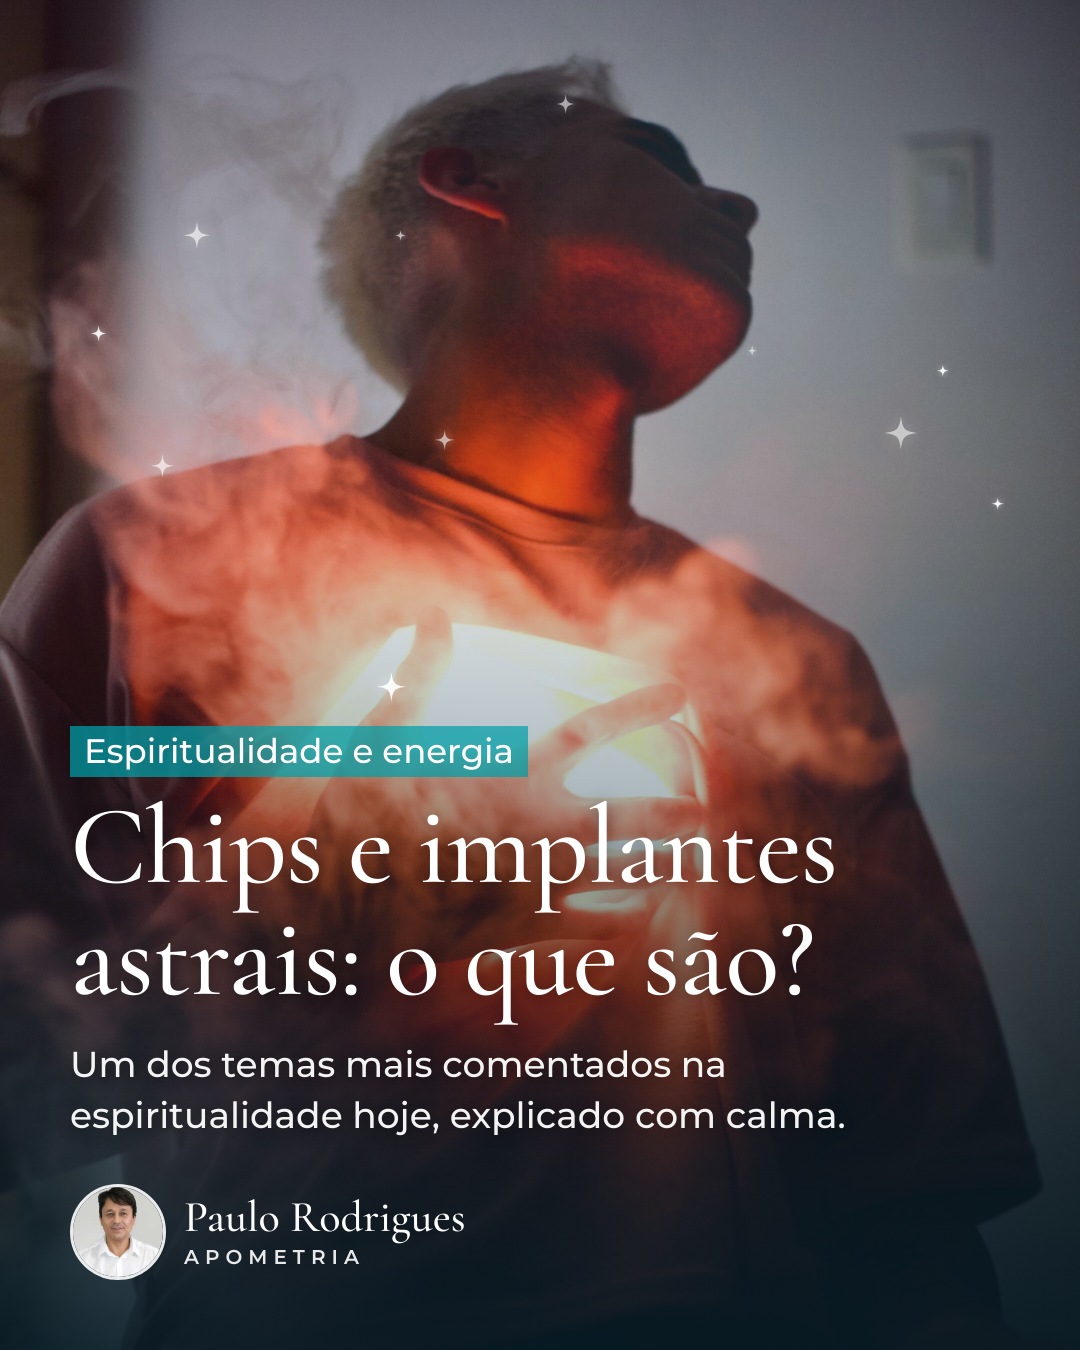 Espiritualidade e energia
Chips e implantes
astrais: o que são?
Um dos temas mais comentados na
espiritualidade hoje, explicado com calma.
Paulo Rodrigues
APOMETRIA